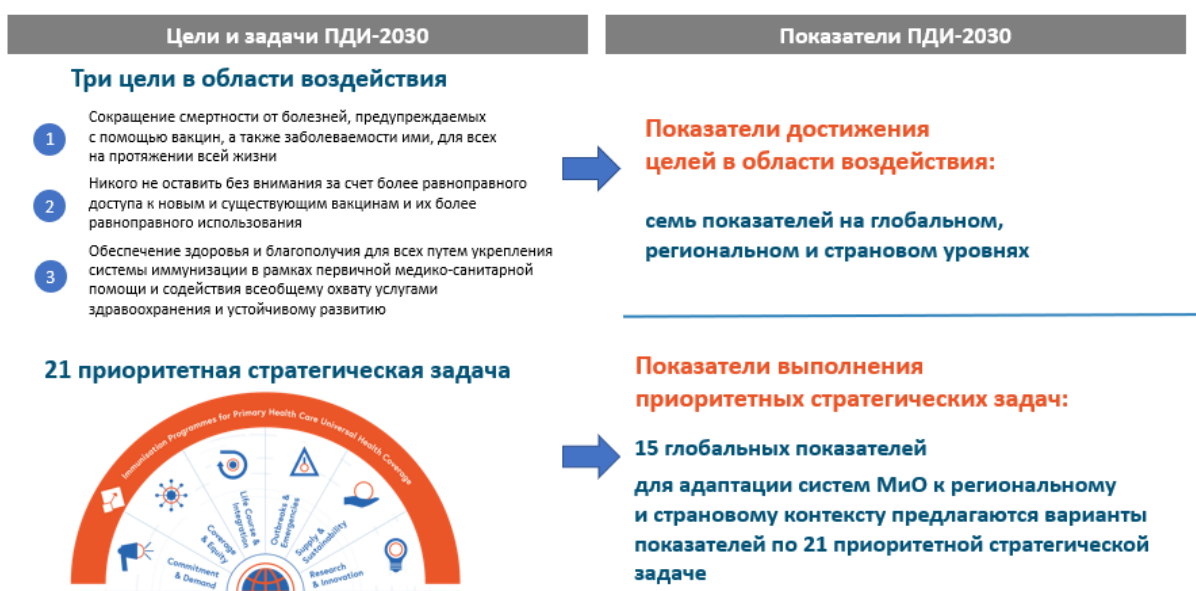 Цели и задачи ПДИ-2030
Показатели ПДИ-2030
Три цели в области воздействия
1
Сокращение смертности от болезней, предупреждаемых
с помощью вакцин, а также заболеваемости ими, для всех
на протяжении всей жизни
2
Никого не оставить без внимания за счет более равноправного
доступа к новым и существующим вакцинам и их более
равноправного использования
3
Обеспечение здоровья и благополучия для всех путем укрепления
системы иммунизации в рамках первичной медико-санитарной
помощи и содействия всеобщему охвату услугами
здравоохранения и устойчивому развитию
Показатели достижения
целей в области воздействия:
семь показателей на глобальном,
региональном и страновом уровнях
21 приоритетная стратегическая задача
Immunisation Programmes for Primary Health Care Universal Health Coverage
Commitment
& Demand
Coverage
& Equity
Life Course &
Integration
Outbreaks &
Emergencies
Supply &
Sustainability
Research
& Innovation
Показатели выполнения
приоритетных стратегических задач:
15 глобальных показателей
для адаптации систем МиО к региональному
и страновому контексту предлагаются варианты
показателей по 21 приоритетной стратегической
задаче